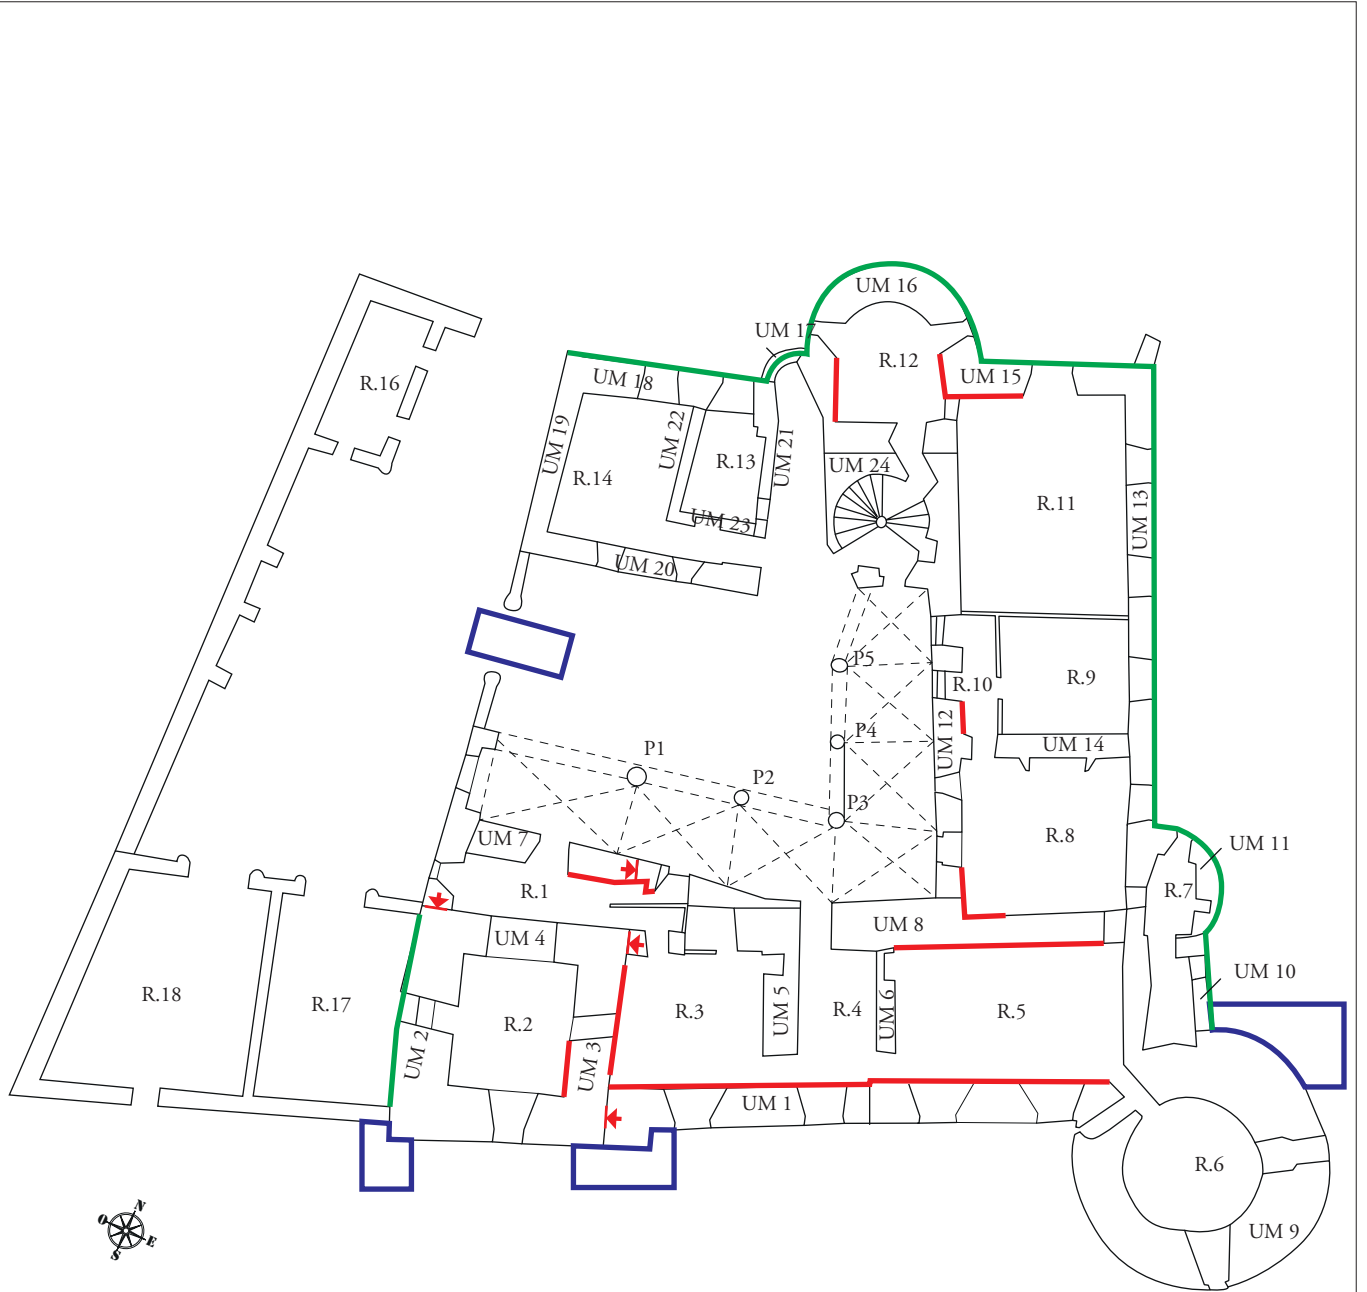 UM 16
UM 17
R.12
R.16
UM 18
UM 15
UM 19
UM 22
UM 21
R.13
UM 24
R.14
R.11
UM 13
UM 23
UM 20
P5
R.10
R.9
P1
P4
UM 12
UM 14
P2
P3
UM 7
R.8
UM 11
R.1
R.7
UM 8
UM 4
UM 10
R.18
R.17
R.2
R.3
UM 5
R.4
UM 6
R.5
UM 2
UM 3
UM 1
R.6
UM 9
N
O
E
S